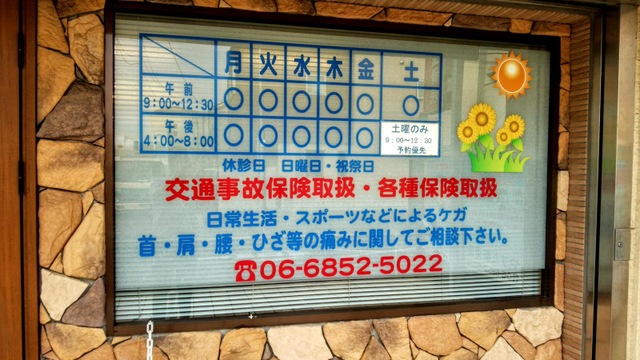 月 火 水 木 金 土
午前
9:00〜12:30 ○ ○ ○ ○ ○ ○
午後
4:00〜8:00 ○ ○ ○ ○ ○
土曜のみ
9:00〜12:30
予約優先
休診日 日曜日・祝祭日
交通事故保険取扱・各種保険取扱
日常生活・スポーツなどによるケガ
首・肩・腰・ひざ等の痛みに関してご相談下さい。
☎06-6852-5022